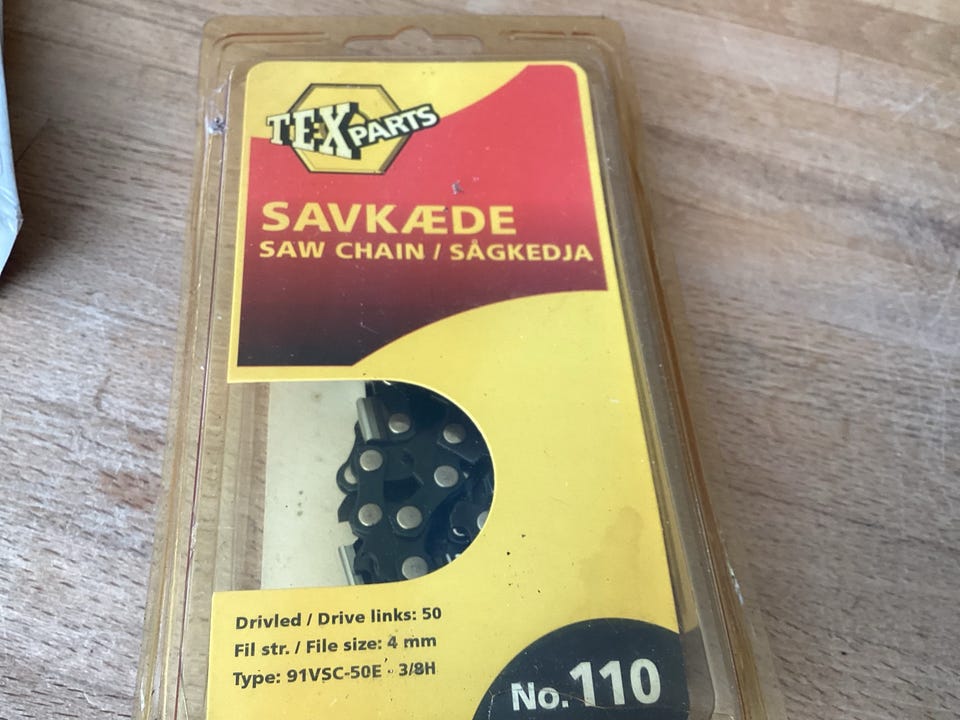 TEX PARTS
SAVKÆDE
SAW CHAIN / SÅGKEDJA
Drivled / Drive links: 50
Fil str. / File size: 4 mm
Type: 91VSC-50E - 3/8H
No. 110